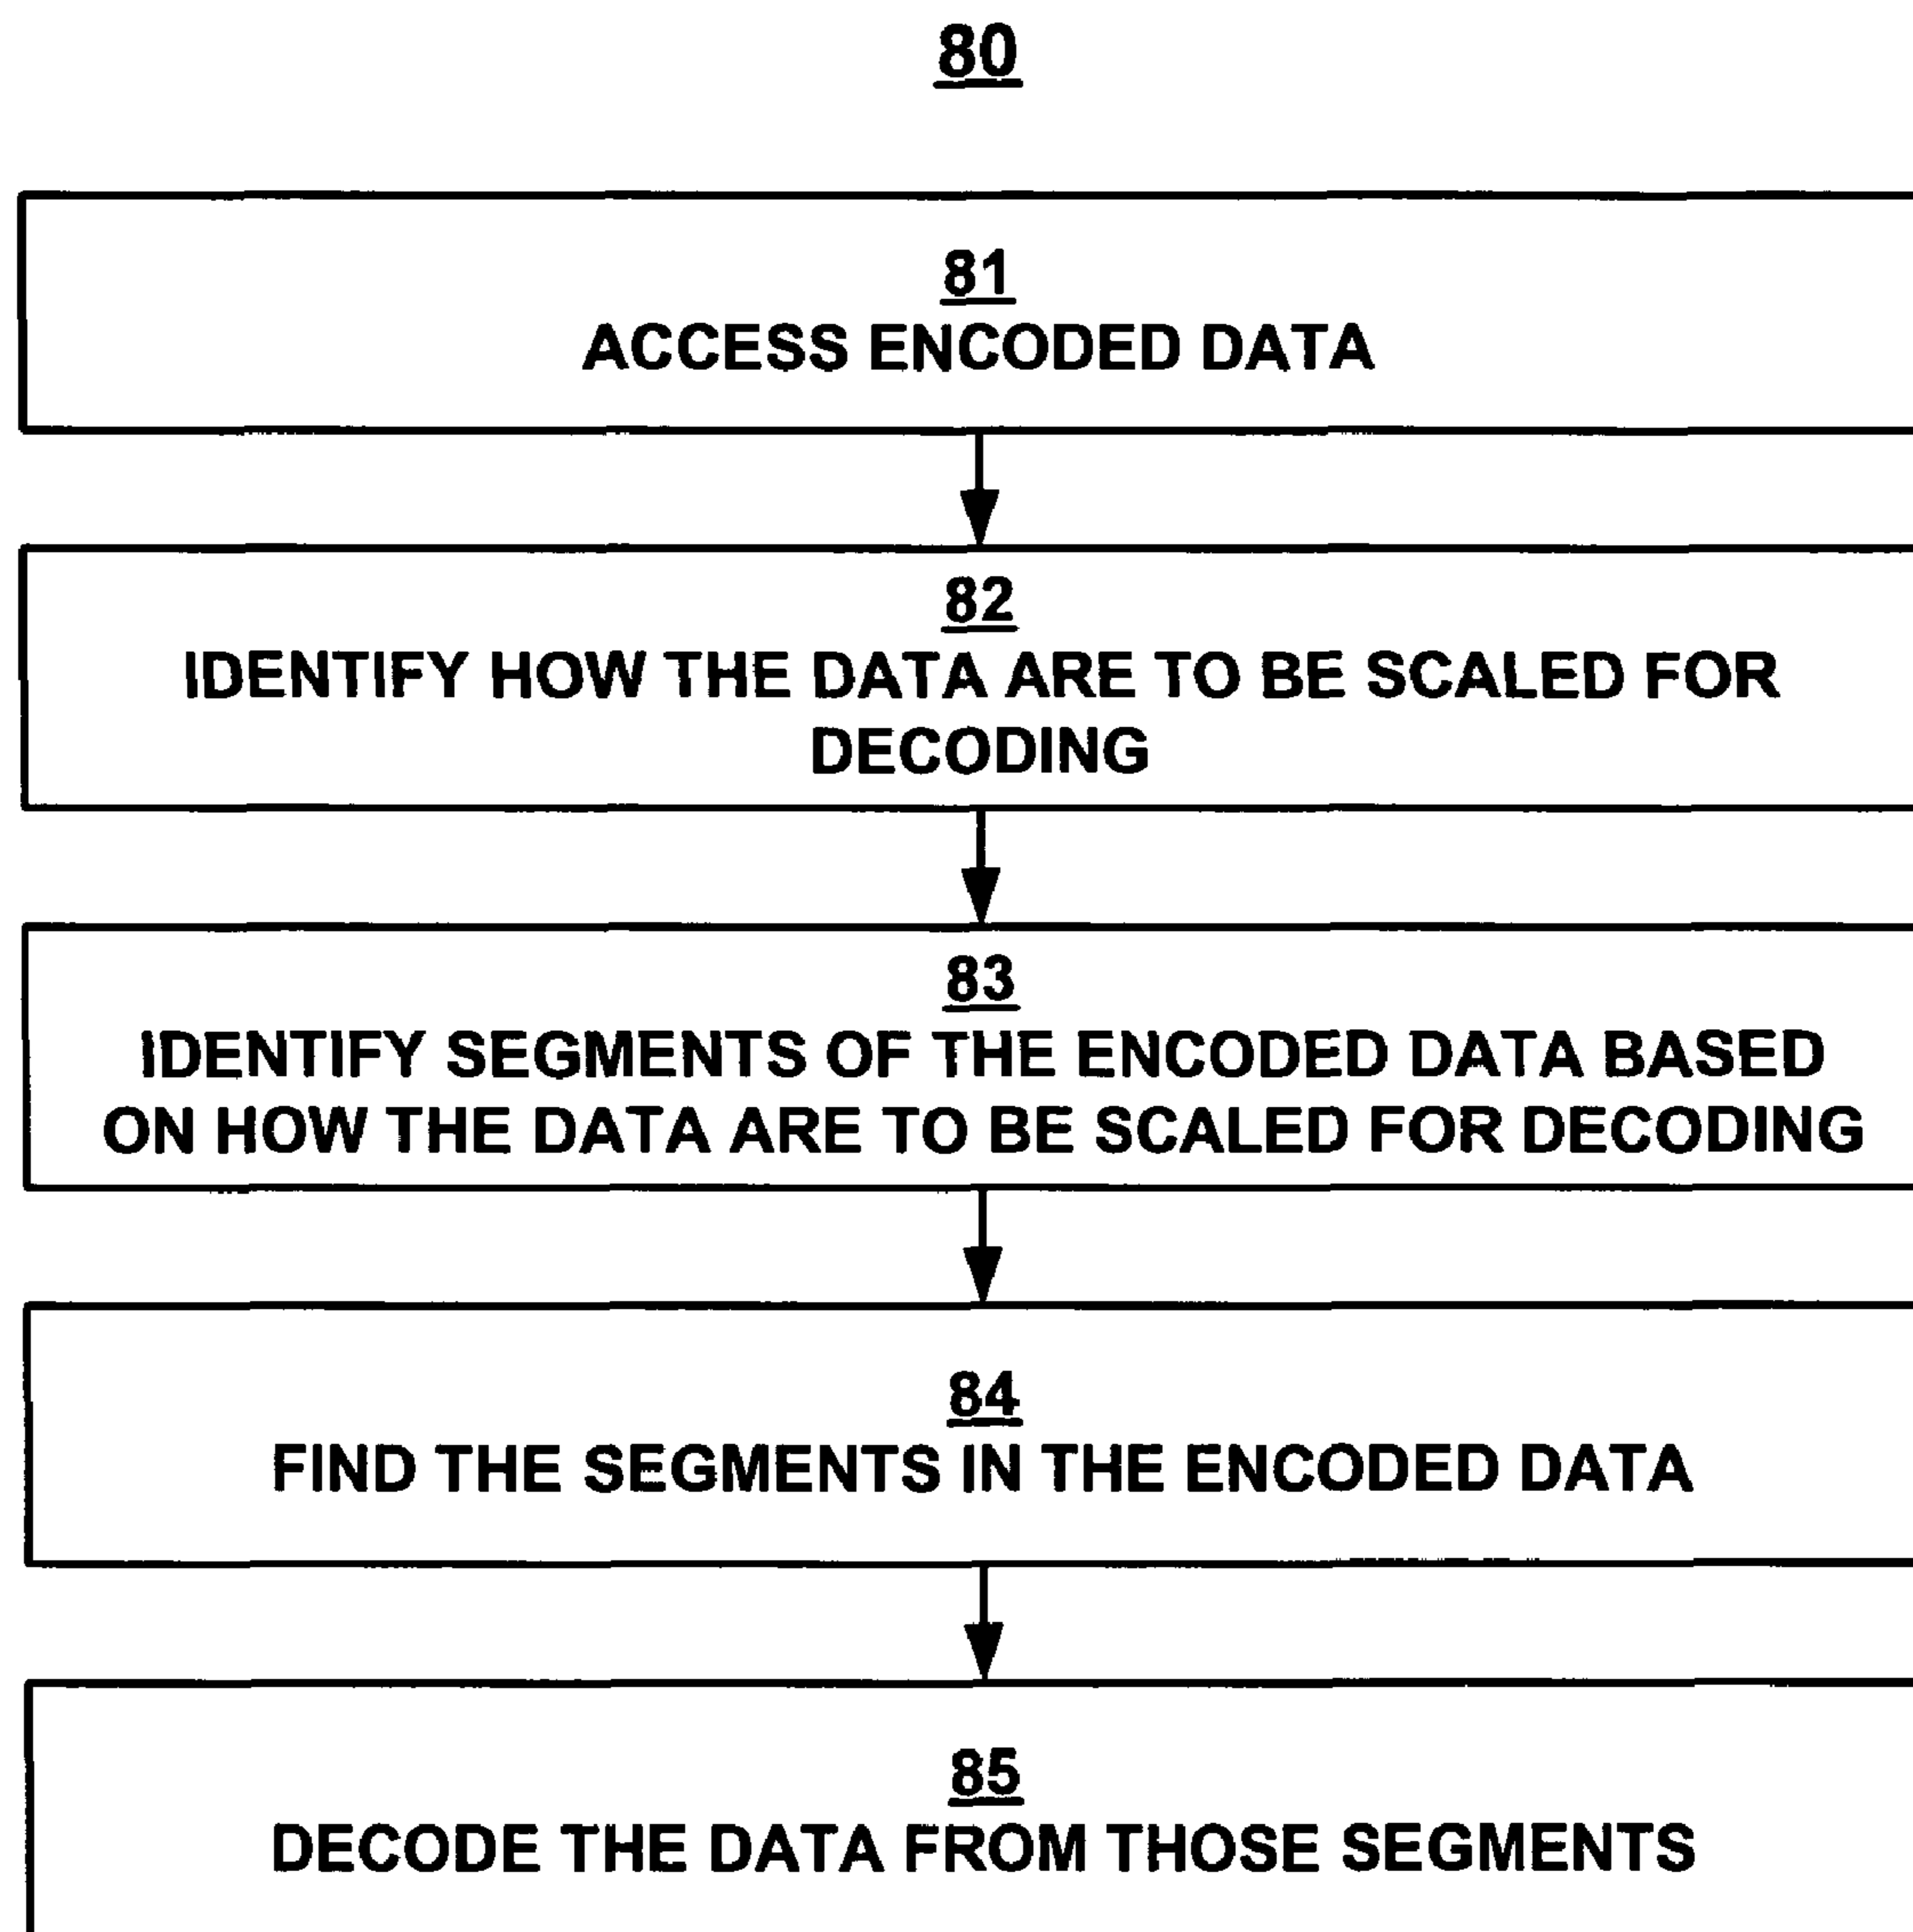 80
81
ACCESS ENCODED DATA
82
IDENTIFY HOW THE DATA ARE TO BE SCALED FOR
DECODING
83
IDENTIFY SEGMENTS OF THE ENCODED DATA BASED
ON HOW THE DATA ARE TO BE SCALED FOR DECODING
84
FIND THE SEGMENTS IN THE ENCODED DATA
85
DECODE THE DATA FROM THOSE SEGMENTS